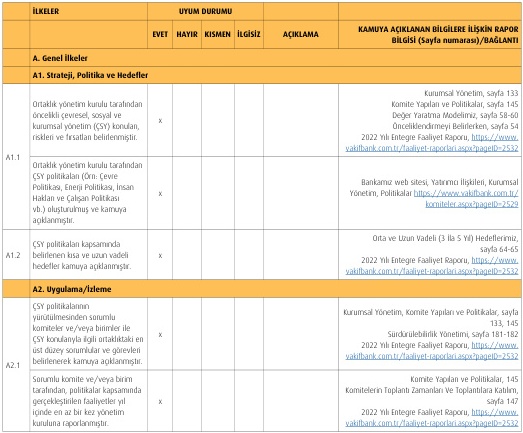 İLKELER
UYUM DURUMU
EVET HAYIR KISMEN İLGİSİZ AÇIKLAMA
KAMUYA AÇIKLANAN BİLGİLERE İLİŞKİN RAPOR
BİLGİSİ (Sayfa numarası)/BAĞLANTI
A. Genel İlkeler
A1. Strateji, Politika ve Hedefler
A1.1
Ortaklık yönetim kurulu tarafından
öncelikli çevresel, sosyal ve
kurumsal yönetim (ÇSY) konuları,
riskleri ve fırsatları belirlenmiştir.
x
Kurumsal Yönetim, sayfa 133
Komite Yapıları ve Politikalar, sayfa 145
Değer Yaratma Modelimiz, sayfa 58-60
Önceliklendirmeyi Belirlerken, sayfa 54
2022 Yılı Entegre Faaliyet Raporu, https://www.
vakifbank.com.tr/faaliyet-raporlari.aspx?pageID=2532
Ortaklık yönetim kurulu tarafından
ÇSY politikaları (Örn: Çevre
Politikası, Enerji Politikası, İnsan
Hakları ve Çalışan Politikası
vb.) oluşturulmuş ve kamuya
açıklanmıştır.
x
Bankamız web sitesi, Yatırımcı İlişkileri, Kurumsal
Yönetim, Politikalar https://www.vakifbank.com.tr/
komiteler.aspx?pageID=2529
A1.2
ÇSY politikaları kapsamında
belirlenen kısa ve uzun vadeli
hedefler kamuya açıklanmıştır.
x
Orta ve Uzun Vadeli (3 İla 5 Yıl) Hedeflerimiz,
sayfa 64-65
2022 Yılı Entegre Faaliyet Raporu, https://www.
vakifbank.com.tr/faaliyet-raporlari.aspx?pageID=2532
A2. Uygulama/İzleme
A2.1
ÇSY politikalarının
yürütülmesinden sorumlu
komiteler ve/veya birimler ile
ÇSY konularıyla ilgili ortaklıktaki en
üst düzey sorumlular ve görevleri
belirlenerek kamuya açıklanmıştır.
x
Kurumsal Yönetim, Komite Yapıları ve Politikalar, sayfa
133, 145
Sürdürülebilirlik Yönetimi, sayfa 181-182
2022 Yılı Entegre Faaliyet Raporu, https://www.
vakifbank.com.tr/faaliyet-raporlari.aspx?pageID=2532
Sorumlu komite ve/veya birim
tarafından, politikalar kapsamında
gerçekleştirilen faaliyetler yıl
içinde en az bir kez yönetim
kuruluna raporlanmıştır.
x
Komite Yapıları ve Politikalar, 145
Komitelerin Toplantı Zamanları Ve Toplantılara Katılım,
sayfa 147
2022 Yılı Entegre Faaliyet Raporu, https://www.
vakifbank.com.tr/faaliyet-raporlari.aspx?pageID=2532